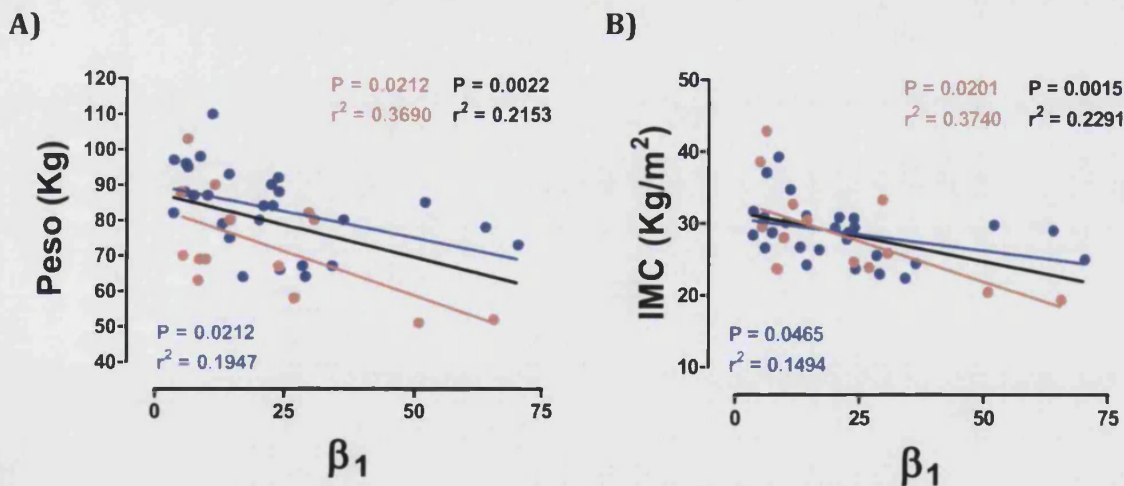 A)
P = 0.0212 P = 0.0022
r² = 0.3690 r² = 0.2153
120
110
100
90
80
70
60
50
40
Peso (Kg)
P = 0.0212
r² = 0.1947
0 25 50 75
β₁
B)
P = 0.0201 P = 0.0015
r² = 0.3740 r² = 0.2291
50
40
30
20
10
IMC (Kg/m²)
P = 0.0465
r² = 0.1494
0 25 50 75
β₁